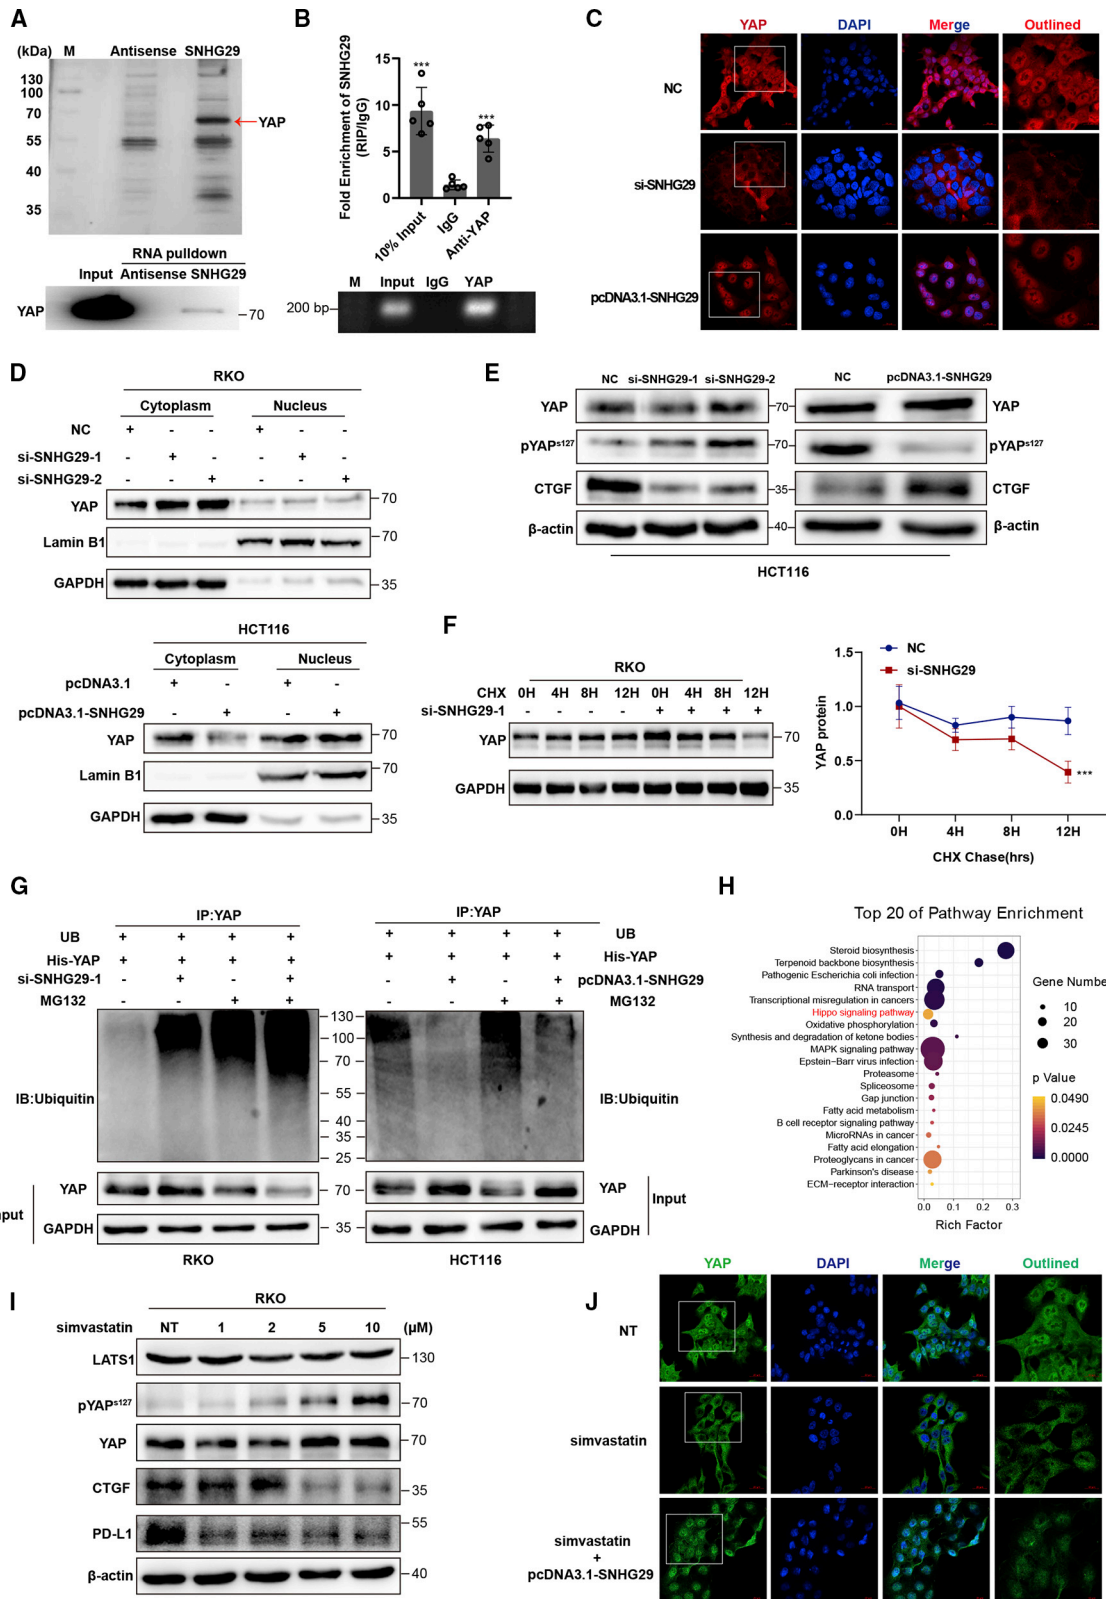 A
(kDa) M Antisense SNHG29
130
100
70
55
40
35
YAP
RNA pulldown
Input Antisense SNHG29
YAP
70
B
Fold Enrichment of SNHG29
(RIP/IgG)
15
10
5
0
***
***
10% Input
IgG
Anti-YAP
M Input IgG YAP
200 bp
C
YAP DAPI Merge Outlined
NC
si-SNHG29
pcDNA3.1-SNHG29
D
RKO
Cytoplasm Nucleus
NC + - - + - -
si-SNHG29-1 - + - - + -
si-SNHG29-2 - - + - - +
YAP 70
Lamin B1 70
GAPDH 35
HCT116
Cytoplasm Nucleus
pcDNA3.1 + - + -
pcDNA3.1-SNHG29 - + - +
YAP 70
Lamin B1 70
GAPDH 35
E
NC si-SNHG29-1 si-SNHG29-2 NC pcDNA3.1-SNHG29
YAP 70 YAP
pYAPs127 70 pYAPs127
CTGF 35 CTGF
β-actin 40 β-actin
HCT116
F
RKO
CHX 0H 4H 8H 12H 0H 4H 8H 12H
si-SNHG29-1 - - - - + + + +
YAP 70
GAPDH 35
NC
si-SNHG29
YAP protein
1.5
1.0
0.5
0.0
***
0H 4H 8H 12H
CHX Chase(hrs)
G
IP:YAP
UB + + + +
His-YAP + + + +
si-SNHG29-1 - + - +
MG132 - - + +
IB:Ubiquitin
130
100
70
55
40
35
25
YAP 70
GAPDH 35
nput
RKO
IP:YAP
+ + + + UB
+ + + + His-YAP
- + - + pcDNA3.1-SNHG29
- - + + MG132
IB:Ubiquitin
YAP
GAPDH
Input
HCT116
H
Top 20 of Pathway Enrichment
Steroid biosynthesis
Terpenoid backbone biosynthesis
Pathogenic Escherichia coli infection
RNA transport
Transcriptional misregulation in cancers
Hippo signaling pathway
Oxidative phosphorylation
Synthesis and degradation of ketone bodies
MAPK signaling pathway
Epstein−Barr virus infection
Proteasome
Spliceosome
Gap junction
Fatty acid metabolism
B cell receptor signaling pathway
MicroRNAs in cancer
Fatty acid elongation
Proteoglycans in cancer
Parkinson's disease
ECM−receptor interaction
0.0 0.1 0.2 0.3
Rich Factor
Gene Numbe
10
20
30
p Value
0.0490
0.0245
0.0000
I
RKO
simvastatin NT 1 2 5 10 (μM)
LATS1 130
pYAPs127 70
YAP 70
CTGF 35
PD-L1 55
β-actin 40
J
YAP DAPI Merge Outlined
NT
simvastatin
simvastatin
+
pcDNA3.1-SNHG29